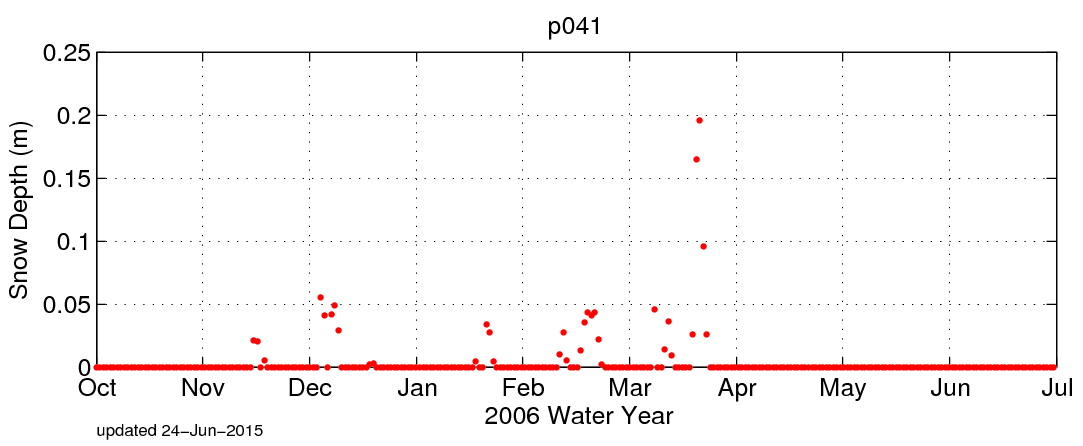 p041
0.25
0.2
0.15
0.1
0.05
0
Snow Depth (m)
Oct Nov Dec Jan Feb Mar Apr May Jun Jul
2006 Water Year
updated 24−Jun−2015